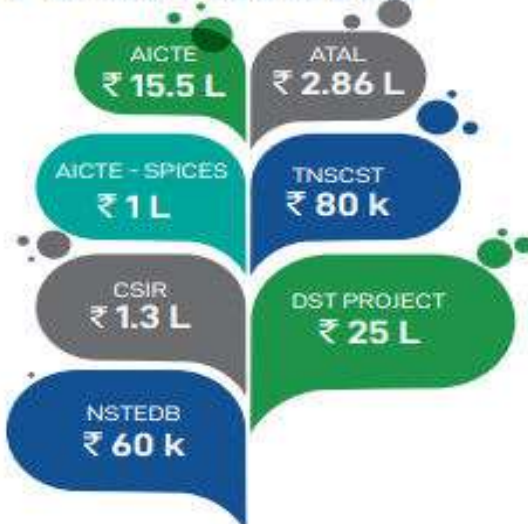 AICTE
₹ 15.5 L
ATAL
₹ 2.86 L
AICTE - SPICES
₹ 1 L
TNSCST
₹ 80 k
CSIR
₹ 1.3 L
DST PROJECT
₹ 25 L
NSTEDB
₹ 60 k